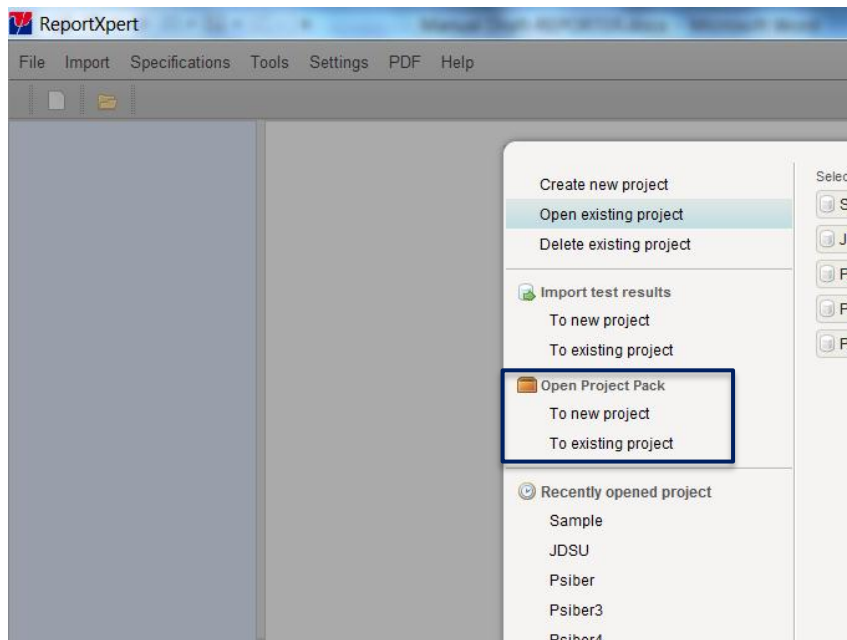 ReportXpert
File Import Specifications Tools Settings PDF Help
Create new project
Open existing project
Delete existing project
Import test results
To new project
To existing project
Open Project Pack
To new project
To existing project
Recently opened project
Sample
JDSU
Psiber
Psiber3
Psiber4
Selec
S
J
P
P
P